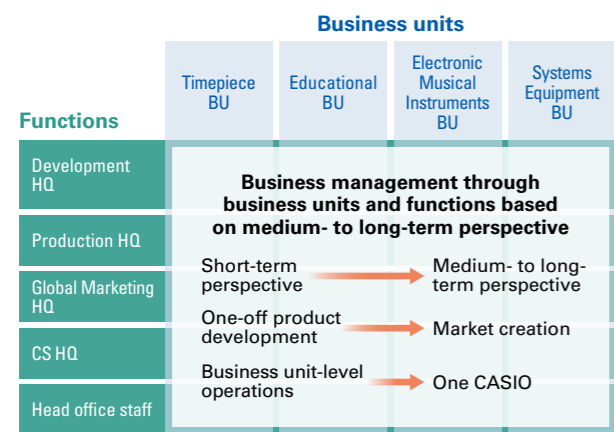 Business units
Timepiece
BU
Educational
BU
Electronic
Musical
Instruments
BU
Systems
Equipment
BU
Functions
Development
HQ
Production HQ
Global Marketing
HQ
CS HQ
Head office staff
Business management through
business units and functions based
on medium- to long-term perspective
Short-term
perspective
Medium- to long-
term perspective
One-off product
development
Market creation
Business unit-level
operations
One CASIO